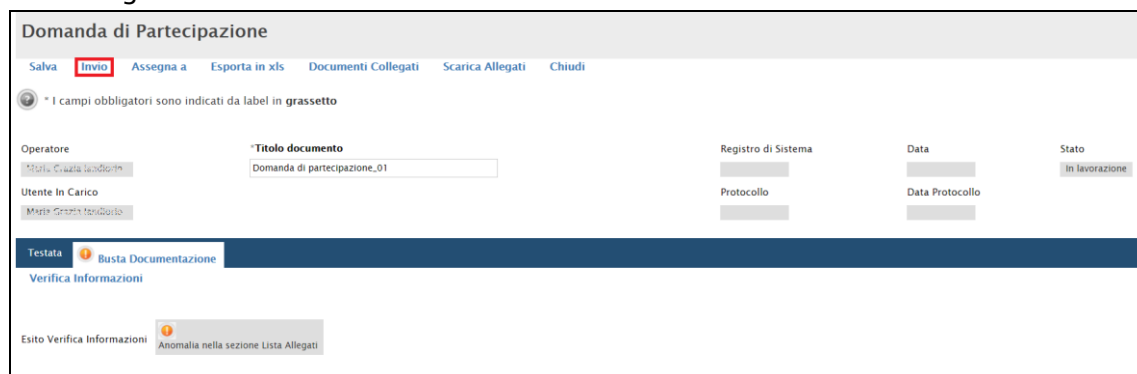 Domanda di Partecipazione
Salva Invio Assegna a Esporta in xls Documenti Collegati Scarica Allegati Chiudi
* I campi obbligatori sono indicati da label in grassetto
Operatore *Titolo documento Registro di Sistema Data Stato
Domanda di partecipazione_01 In lavorazione
Utente In Carico Protocollo Data Protocollo
Testata Busta Documentazione
Verifica Informazioni
Esito Verifica Informazioni
Anomalia nella sezione Lista Allegati